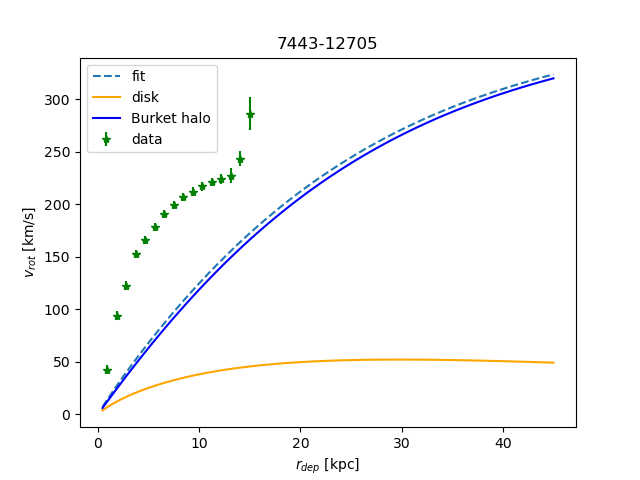 7443-12705
fit
disk
Burket halo
data
300
250
200
150
100
50
0
v_rot [km/s]
0 10 20 30 40
r_dep [kpc]